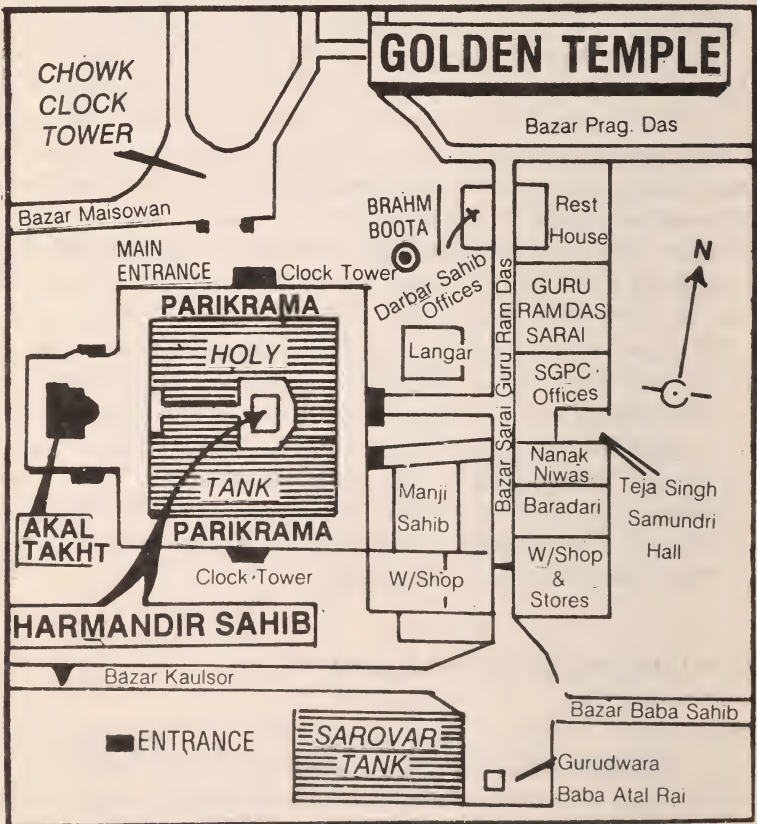 GOLDEN TEMPLE
CHOWK
CLOCK
TOWER
Bazar Prag. Das
Bazar Maisowan
BRAHM
BOOTA
Rest
House
MAIN
ENTRANCE
Clock Tower
Darbar Sahib
Offices
N
PARIKRAMA
HOLY
GURU
RAM DAS
SARAI
Langar
SGPC
Offices
Bazar Sarai Guru Ram Das
TANK
Manji
Sahib
Nanak
Niwas
Teja Singh
Samundri
Hall
Baradari
AKAL
TAKHT
PARIKRAMA
Clock Tower
W/Shop
W/Shop
&
Stores
HARMANDIR SAHIB
Bazar Kaulsor
Bazar Baba Sahib
ENTRANCE
SAROVAR
TANK
Gurudwara
Baba Atal Rai